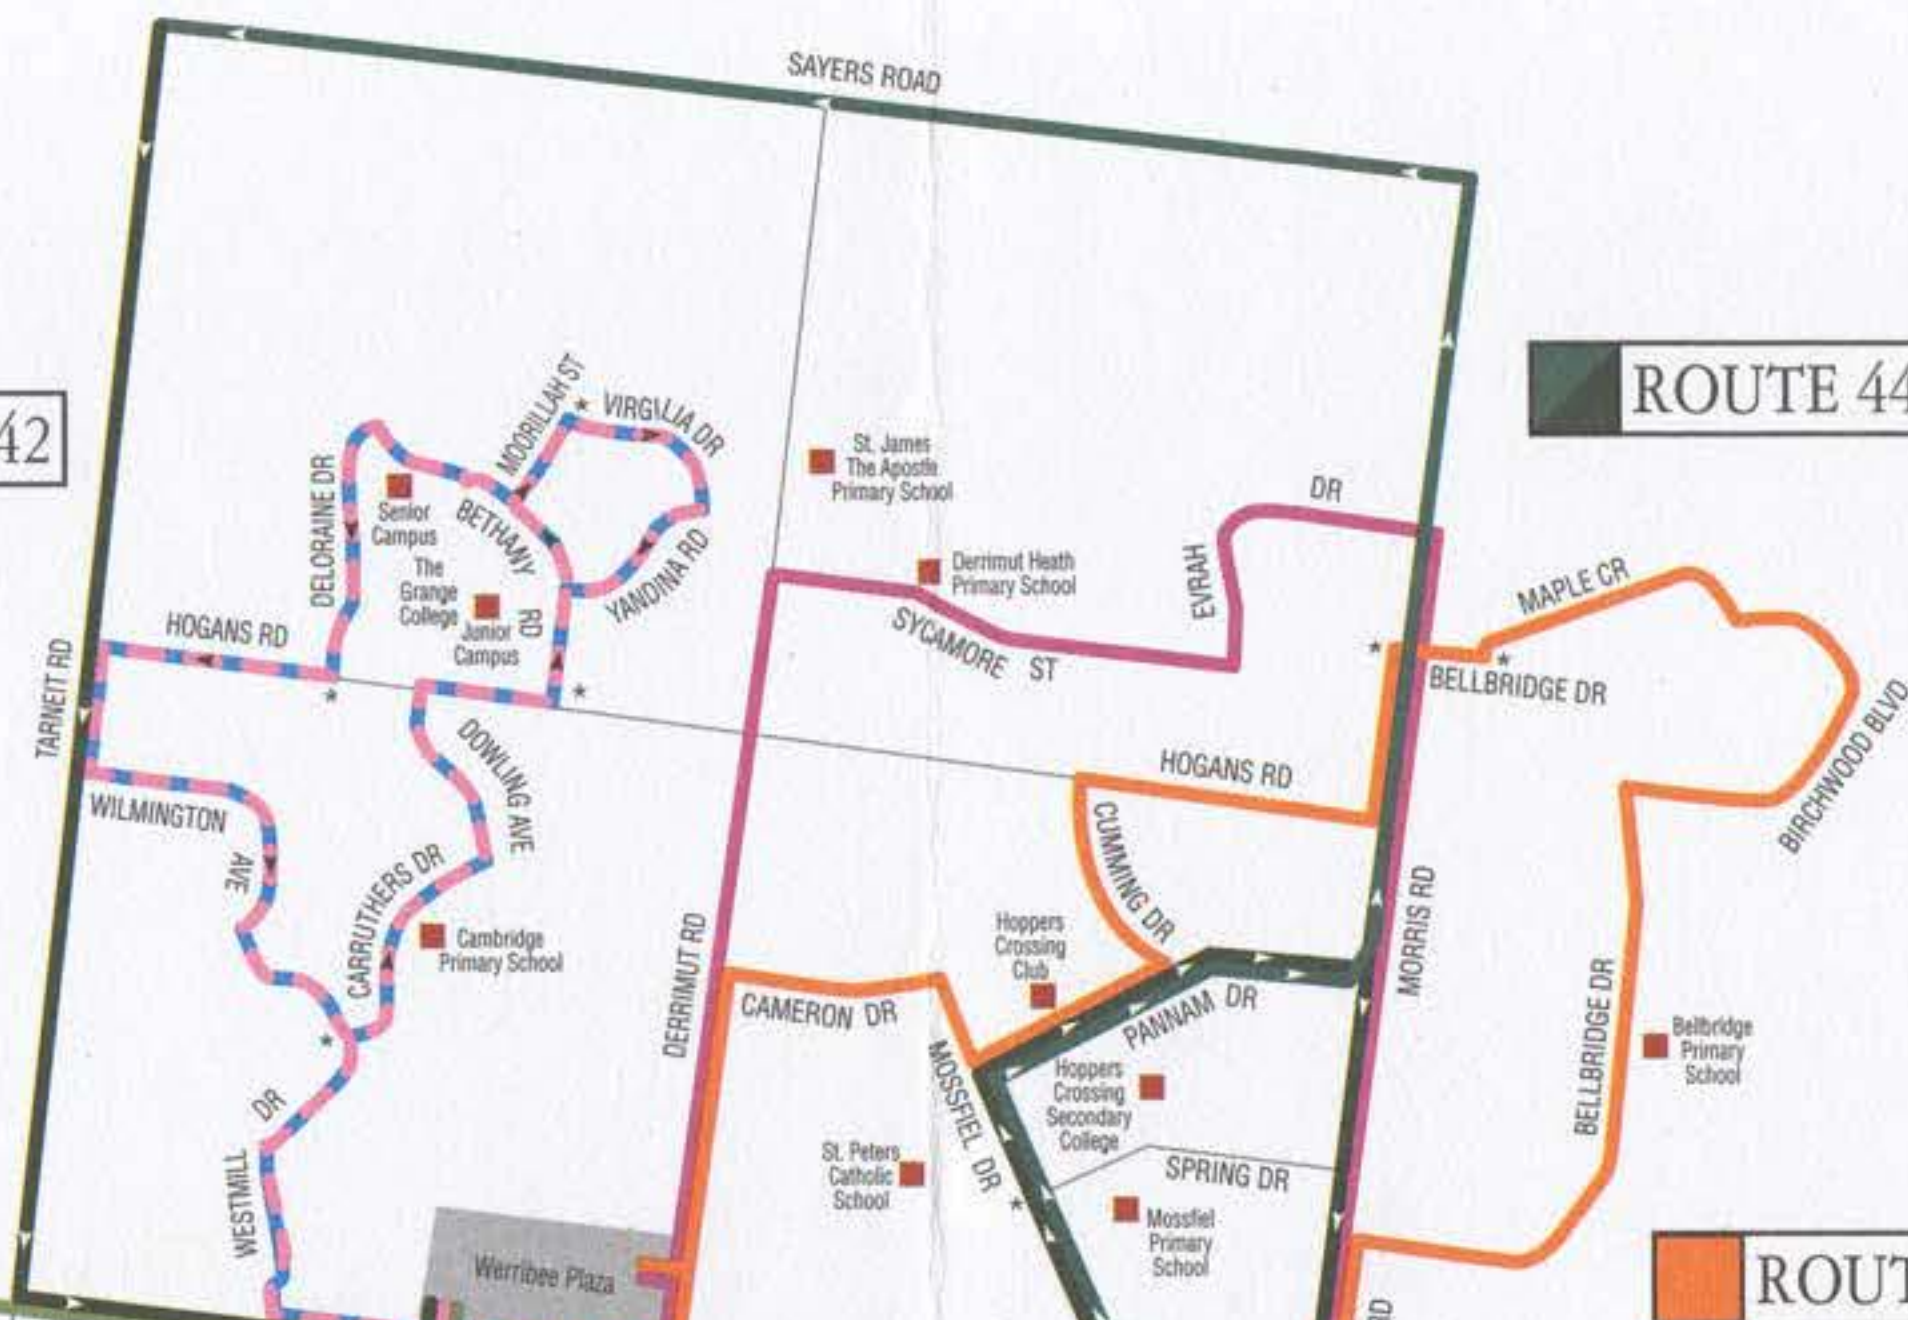 SAYERS ROAD
42
ROUTE 44
MOORILLAH ST
VIRGILIA DR
DELORAINE DR
Senior
Campus
BETHANY
RD
The
Grange
College
Junior
Campus
YANDINA RD
St. James
The Apostle
Primary School
Derrimut Heath
Primary School
SYCAMORE ST
EVRAH
DR
MAPLE CR
BELLBRIDGE DR
BIRCHWOOD BLVD
HOGANS RD
TARNEIT RD
WILMINGTON
AVE
DOWLING AVE
CARRUTHERS DR
Cambridge
Primary School
HOGANS RD
CUMMING DR
DERRIMUT RD
Hoppers
Crossing
Club
CAMERON DR
PANNAM DR
MORRIS RD
MOSSFIEL DR
Hoppers
Crossing
Secondary
College
BELLBRIDGE DR
Bellbridge
Primary
School
WESTMILL
DR
St. Peters
Catholic
School
SPRING DR
Mossfiel
Primary
School
Werribee Plaza
ROUT
RD